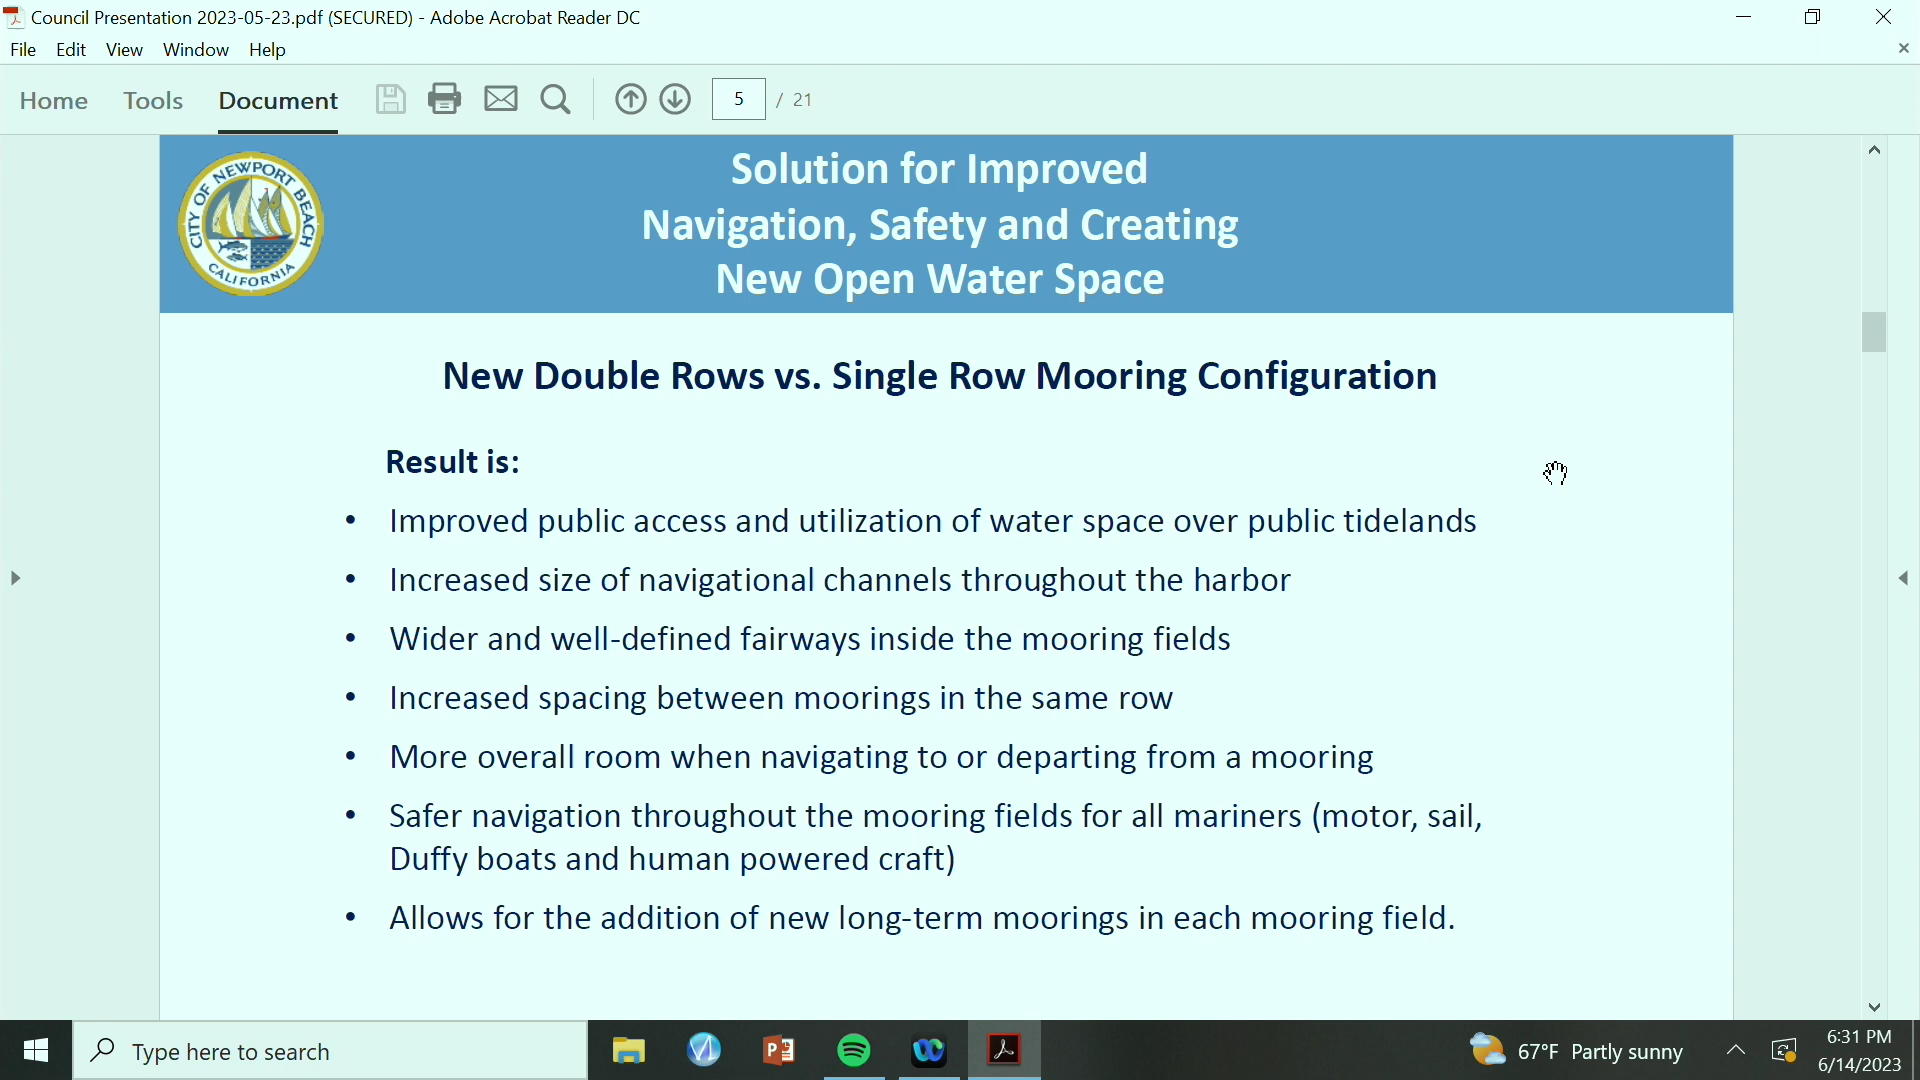 Council Presentation 2023-05-23.pdf (SECURED) - Adobe Acrobat Reader DC
File Edit View Window Help
Home Tools Document 5 / 21
CITY OF NEWPORT BEACH
CALIFORNIA
Solution for Improved
Navigation, Safety and Creating
New Open Water Space
New Double Rows vs. Single Row Mooring Configuration
Result is:
• Improved public access and utilization of water space over public tidelands
• Increased size of navigational channels throughout the harbor
• Wider and well-defined fairways inside the mooring fields
• Increased spacing between moorings in the same row
• More overall room when navigating to or departing from a mooring
• Safer navigation throughout the mooring fields for all mariners (motor, sail,
Duffy boats and human powered craft)
• Allows for the addition of new long-term moorings in each mooring field.
Type here to search
67°F Partly sunny
6:31 PM
6/14/2023